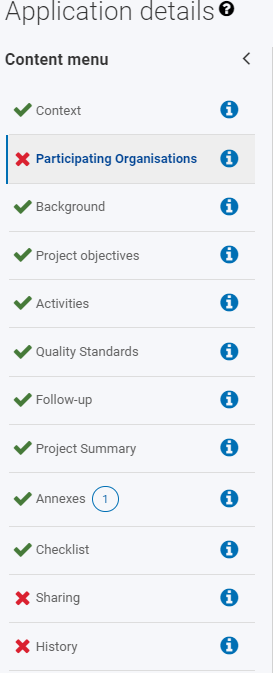 Application details ?
Content menu
Context
Participating Organisations
Background
Project objectives
Activities
Quality Standards
Follow-up
Project Summary
Annexes 1
Checklist
Sharing
History